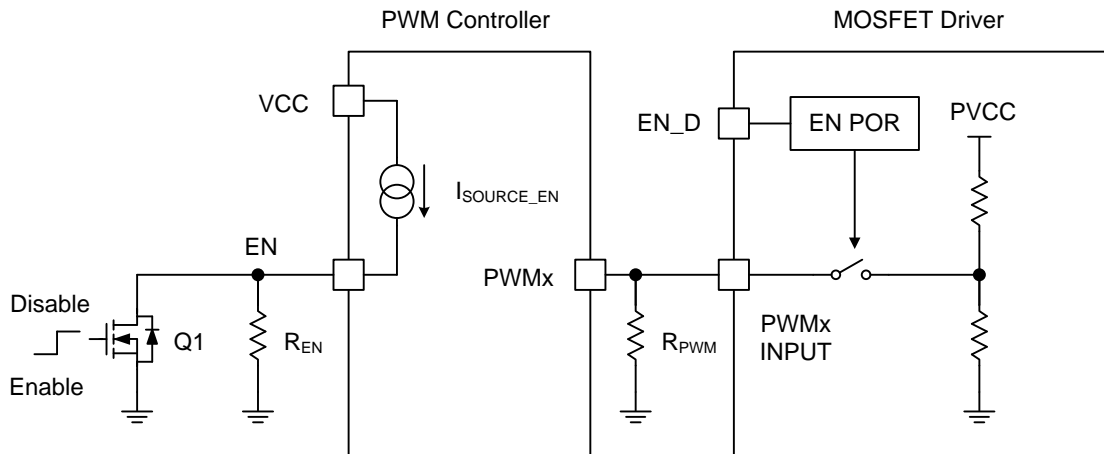 PWM Controller
MOSFET Driver
VCC
EN_D
EN POR
PVCC
ISOURCE_EN
EN
PWMx
Disable
Q1
REN
RPWM
PWMx
INPUT
Enable